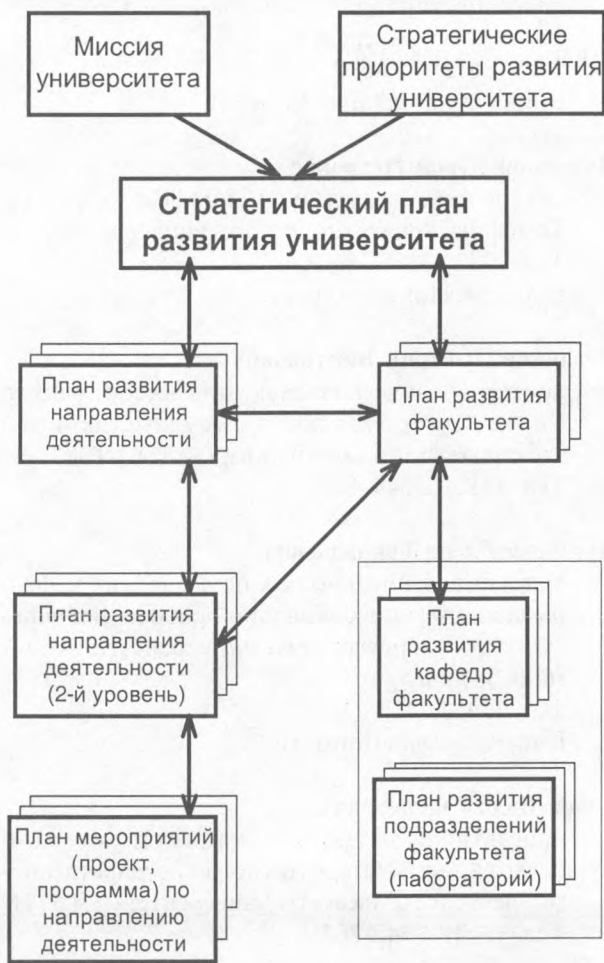 Миссия
университета
Стратегические
приоритеты развития
университета
Стратегический план
развития университета
План развития
направления
деятельности
План развития
факультета
План развития
направления
деятельности
(2-й уровень)
План
развития
кафедр
факультета
План мероприятий
(проект,
программа) по
направлению
деятельности
План развития
подразделений
факультета
(лабораторий)